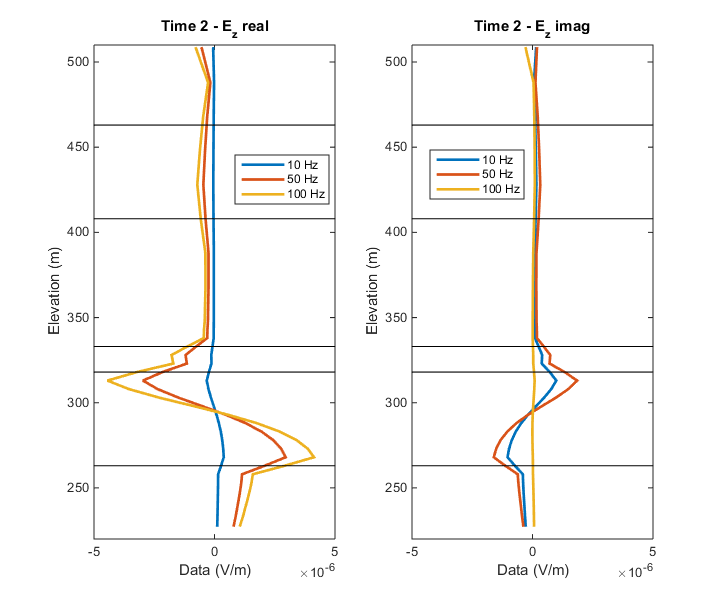 Time 2 - E_z real
500
450
400
350
300
250
-5
0
5
Elevation (m)
Data (V/m)
×10^-6
10 Hz
50 Hz
100 Hz
Time 2 - E_z imag
500
450
400
350
300
250
-5
0
5
Elevation (m)
Data (V/m)
×10^-6
10 Hz
50 Hz
100 Hz